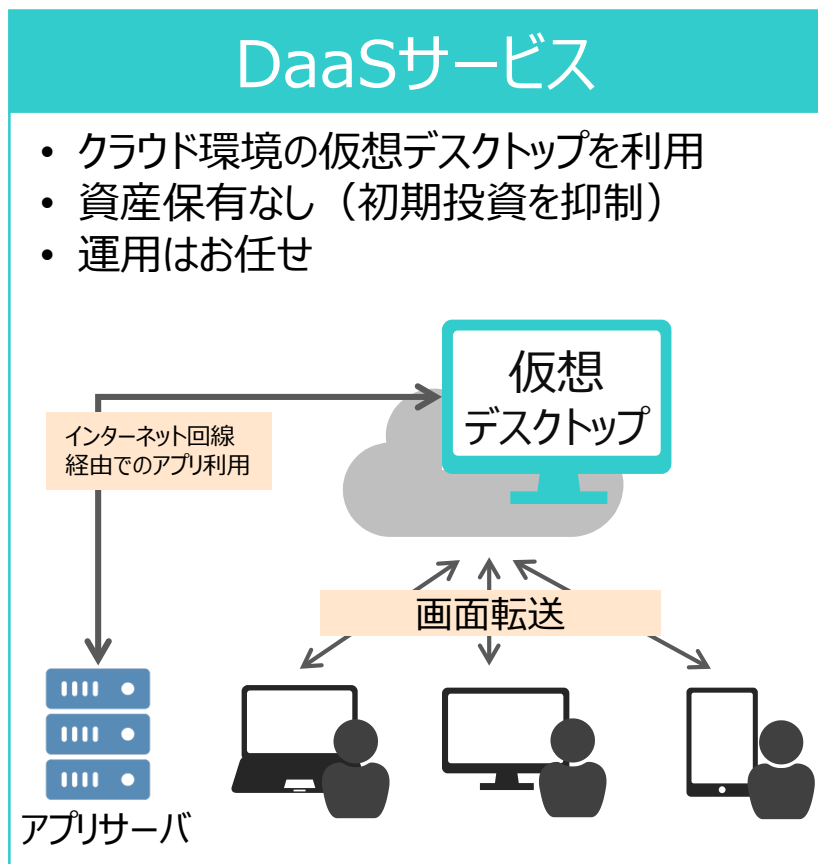 DaaSサービス
• クラウド環境の仮想デスクトップを利用
• 資産保有なし（初期投資を抑制）
• 運用はお任せ
仮想
デスクトップ
インターネット回線
経由でのアプリ利用
画面転送
アプリサーバ